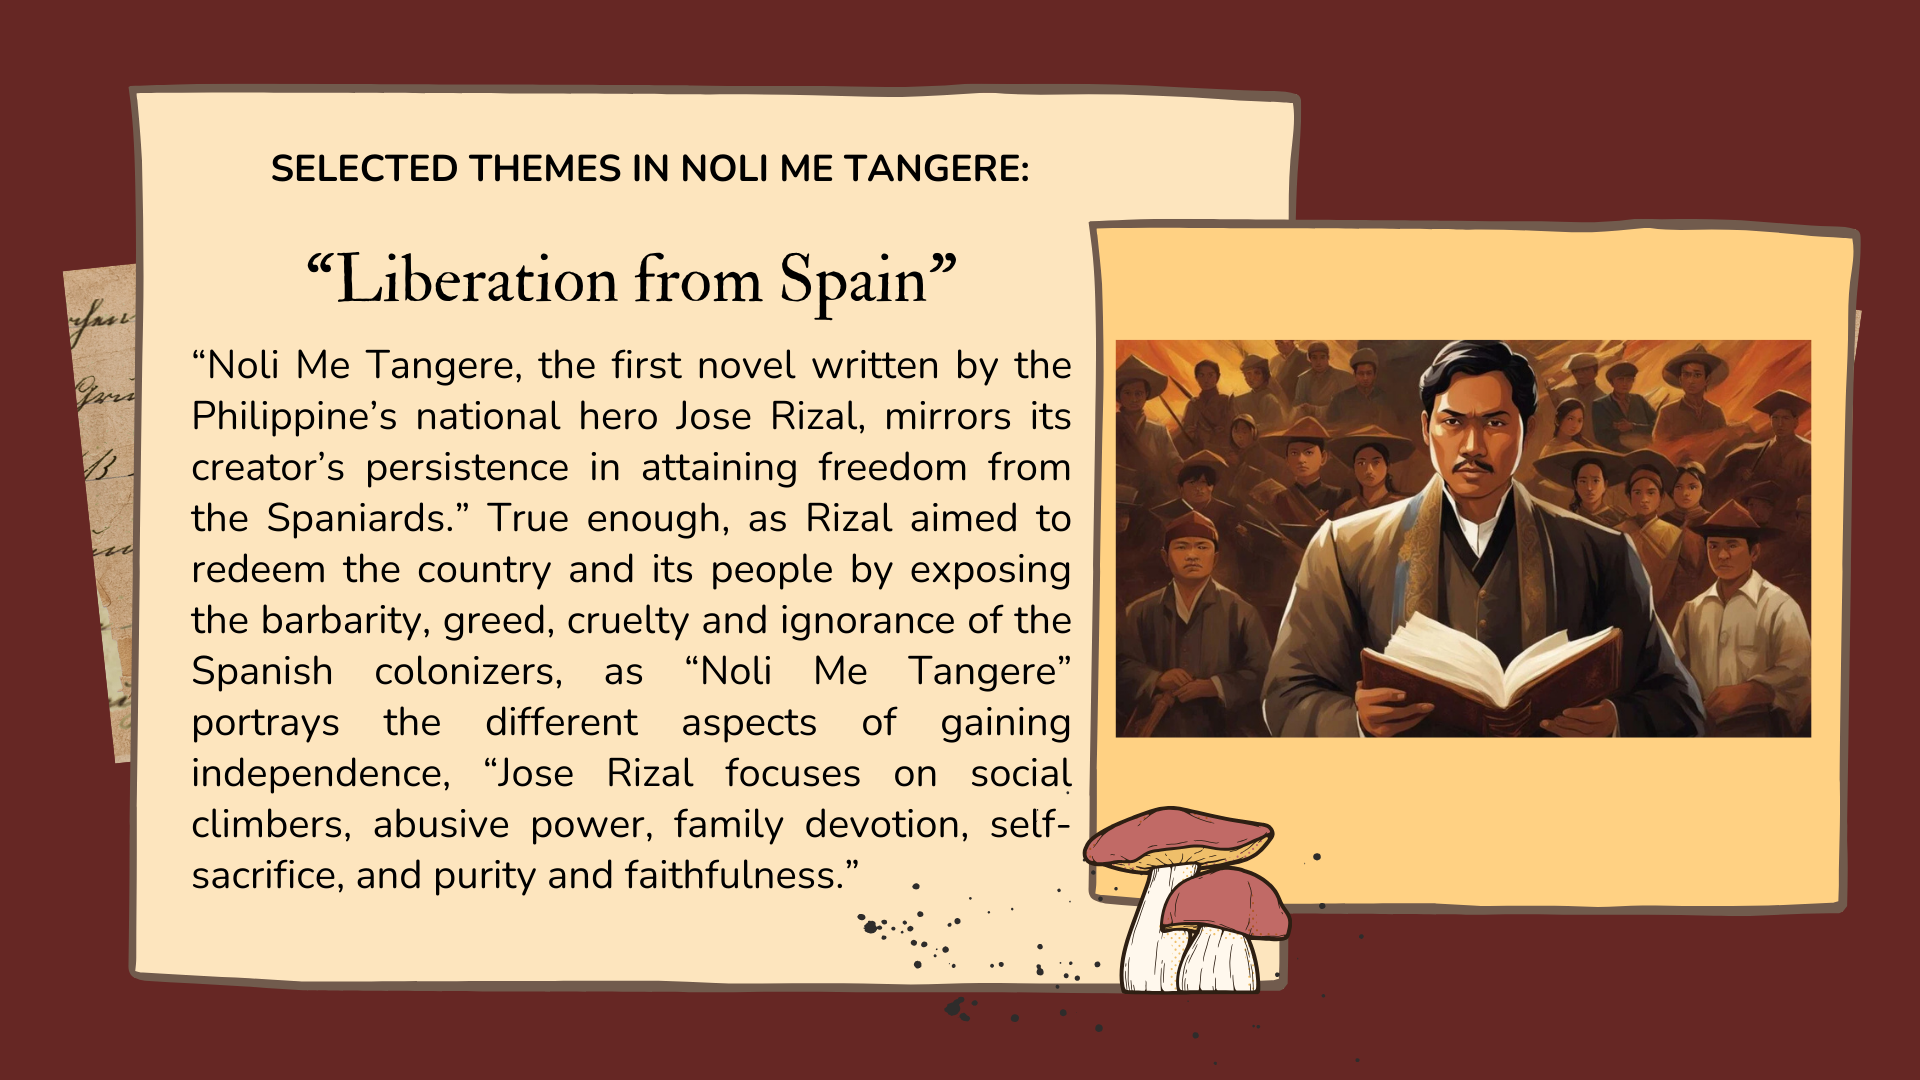 SELECTED THEMES IN NOLI ME TANGERE:
“Liberation from Spain”
“Noli Me Tangere, the first novel written by the
Philippine’s national hero Jose Rizal, mirrors its
creator’s persistence in attaining freedom from
the Spaniards.” True enough, as Rizal aimed to
redeem the country and its people by exposing
the barbarity, greed, cruelty and ignorance of the
Spanish colonizers, as “Noli Me Tangere”
portrays the different aspects of gaining
independence, “Jose Rizal focuses on social
climbers, abusive power, family devotion, self-
sacrifice, and purity and faithfulness.”